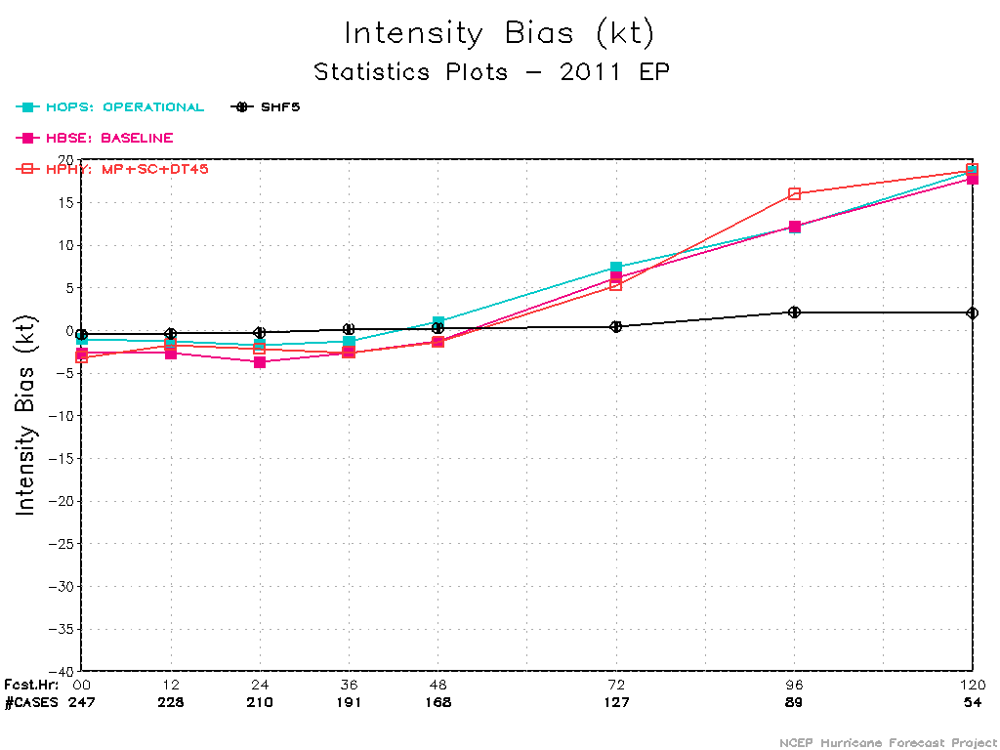 Intensity Bias (kt)
Statistics Plots - 2011 EP
HOPS: OPERATIONAL SHF5
HBSE: BASELINE
HPHY: MP+SC+DT45
20
15
10
5
0
-5
-10
-15
-20
-25
-30
-35
-40
Intensity Bias (kt)
Fcst.Hr: 00 12 24 36 48 72 96 120
#CASES 247 228 210 191 168 127 89 54
NCEP Hurricane Forecast Project